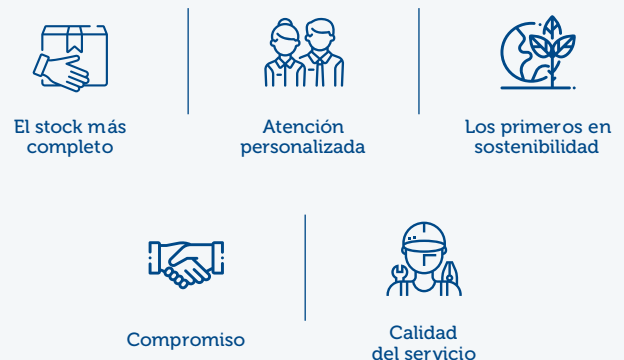 El stock más
completo
Atención
personalizada
Los primeros en
sostenibilidad
Compromiso
Calidad
del servicio